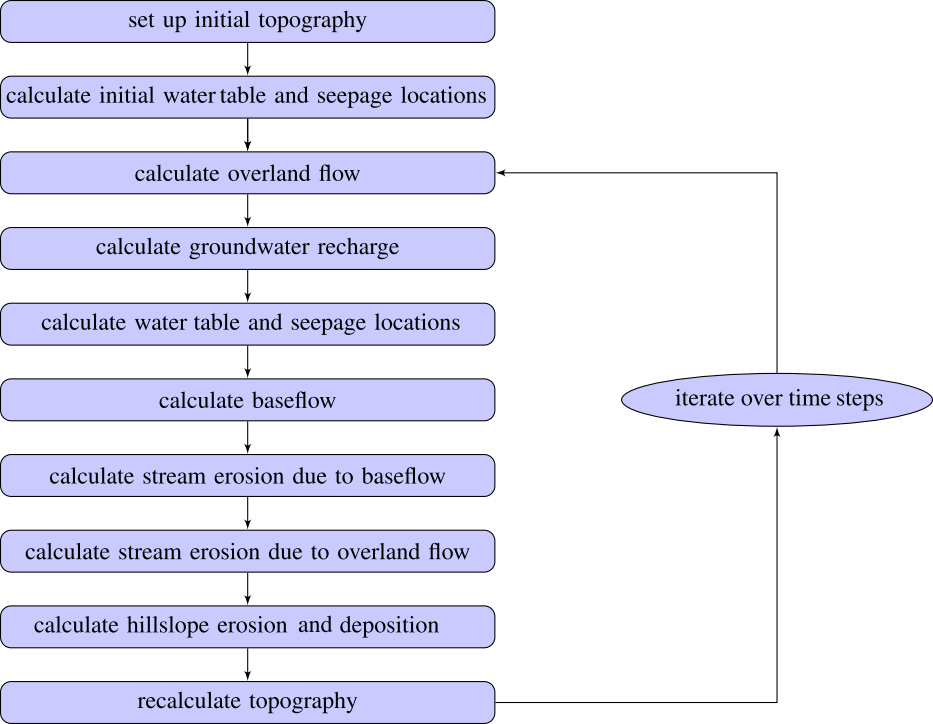 set up initial topography
calculate initial water table and seepage locations
calculate overland flow
calculate groundwater recharge
calculate water table and seepage locations
calculate baseflow
iterate over time steps
calculate stream erosion due to baseflow
calculate stream erosion due to overland flow
calculate hillslope erosion and deposition
recalculate topography